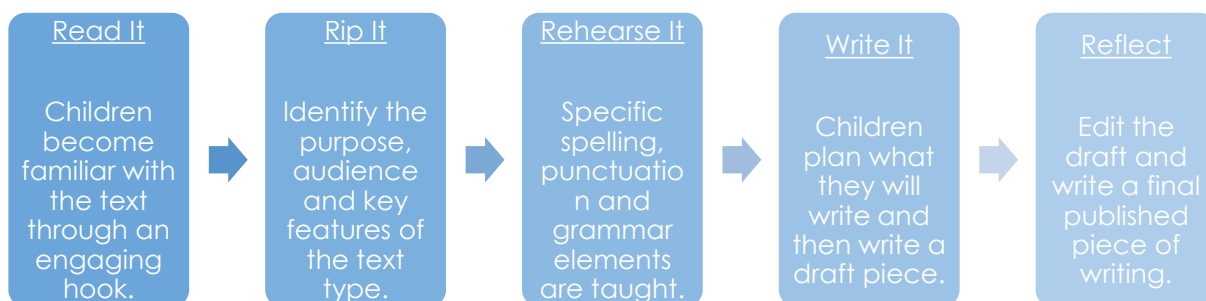 Read It
Children
become
familiar with
the text
through an
engaging
hook.
Rip It
Identify the
purpose,
audience
and key
features of
the text
type.
Rehearse It
Specific
spelling,
punctuatio
n and
grammar
elements
are taught.
Write It
Children
plan what
they will
write and
then write a
draft piece.
Reflect
Edit the
draft and
write a final
published
piece of
writing.